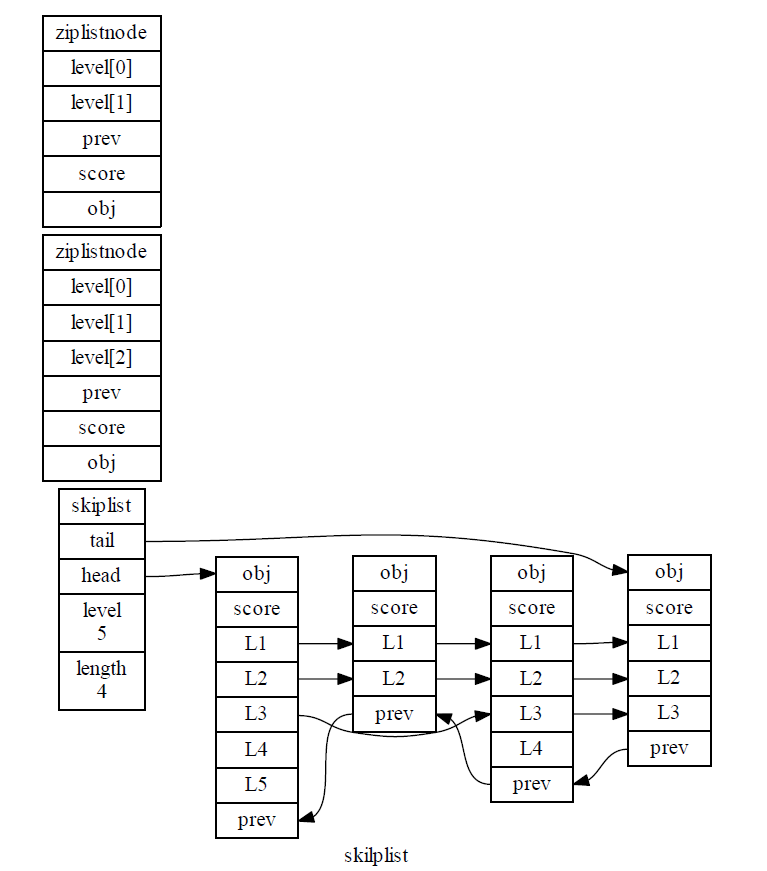 ziplistnode
level[0]
level[1]
prev
score
obj
ziplistnode
level[0]
level[1]
level[2]
prev
score
obj
skiplist
tail
head
level
5
length
4
obj
score
L1
L2
L3
L4
L5
prev
obj
score
L1
L2
prev
obj
score
L1
L2
L3
L4
prev
obj
score
L1
L2
L3
prev
skilplist